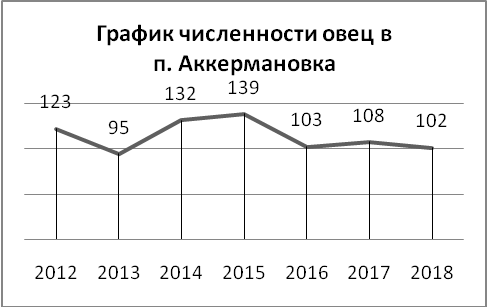 График численности овец в
п. Аккермановка
123 95 132 139 103 108 102
2012 2013 2014 2015 2016 2017 2018